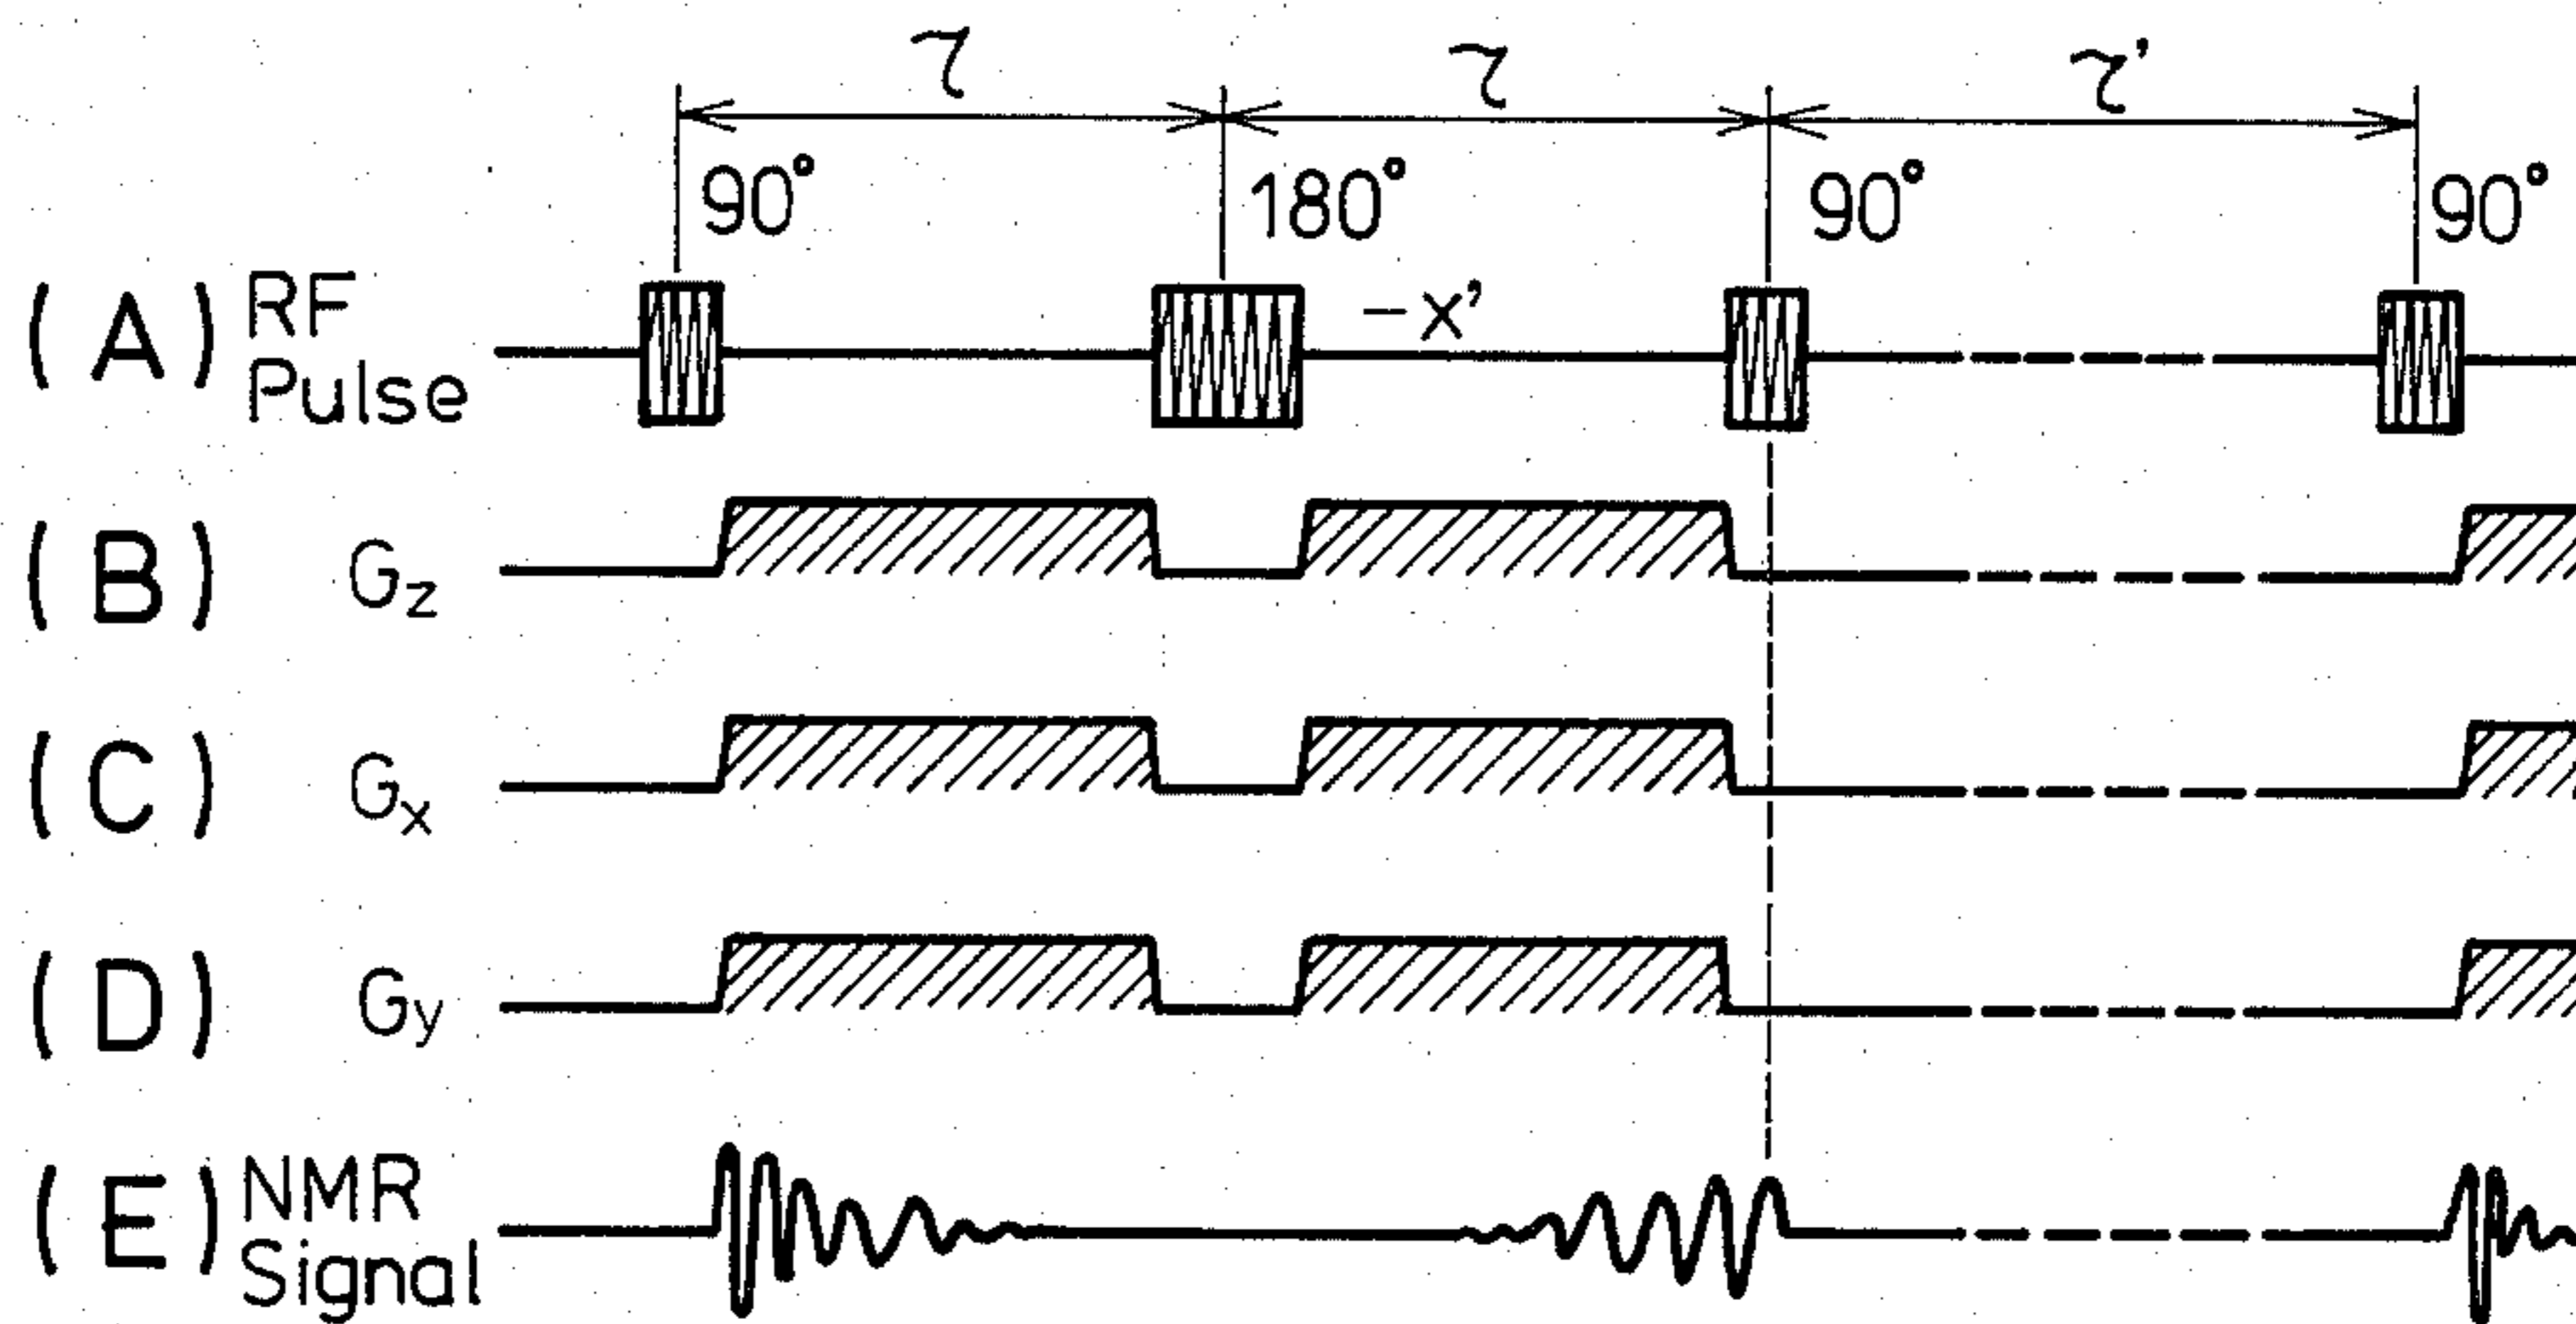 τ τ τ'
90° 180° 90° 90°
(A) RF Pulse -x'
(B) Gz
(C) Gx
(D) Gy
(E) NMR Signal